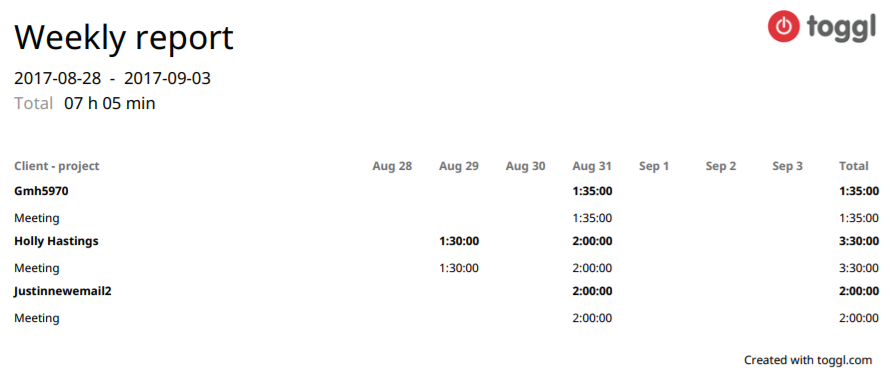 Weekly report
toggl
2017-08-28 - 2017-09-03
Total 07 h 05 min
Client - project Aug 28 Aug 29 Aug 30 Aug 31 Sep 1 Sep 2 Sep 3 Total
Gmh5970 1:35:00 1:35:00
Meeting 1:35:00 1:35:00
Holly Hastings 1:30:00 2:00:00 3:30:00
Meeting 1:30:00 2:00:00 3:30:00
Justinnewemail2 2:00:00 2:00:00
Meeting 2:00:00 2:00:00
Created with toggl.com